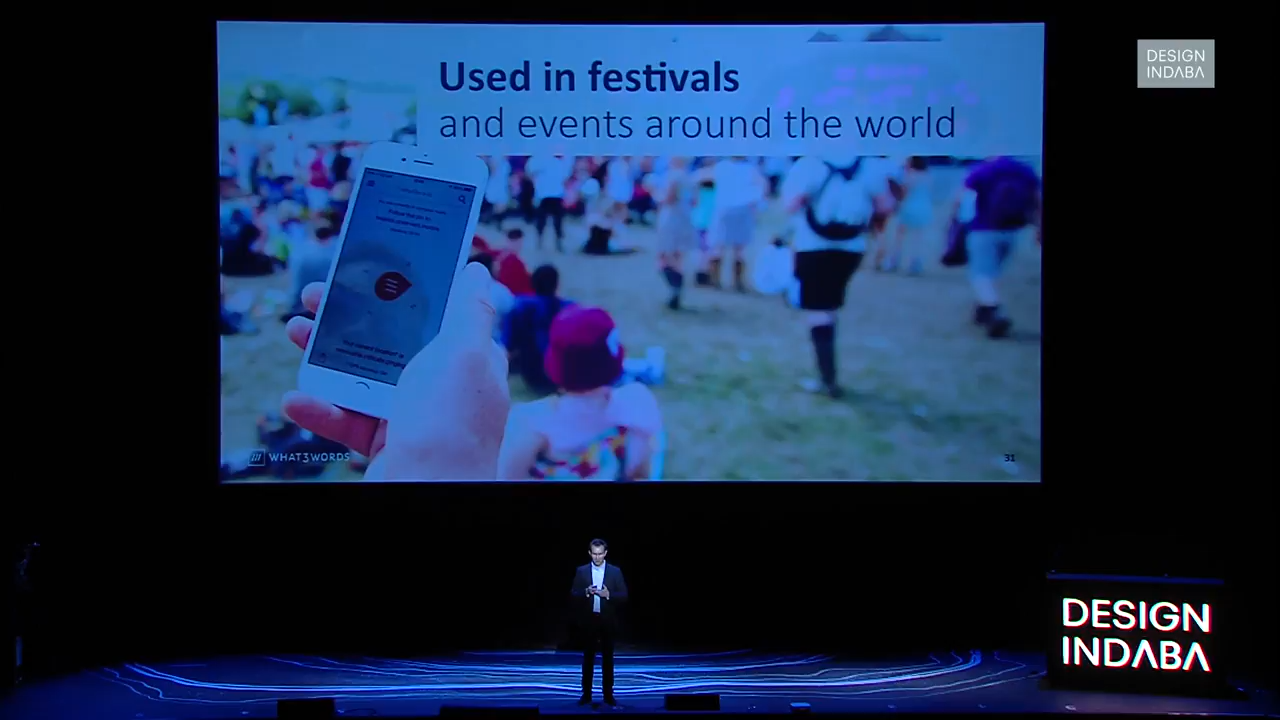 Used in festivals
and events around the world
WHAT3WORDS
31
DESIGN
INDABA
DESIGN
INDABA